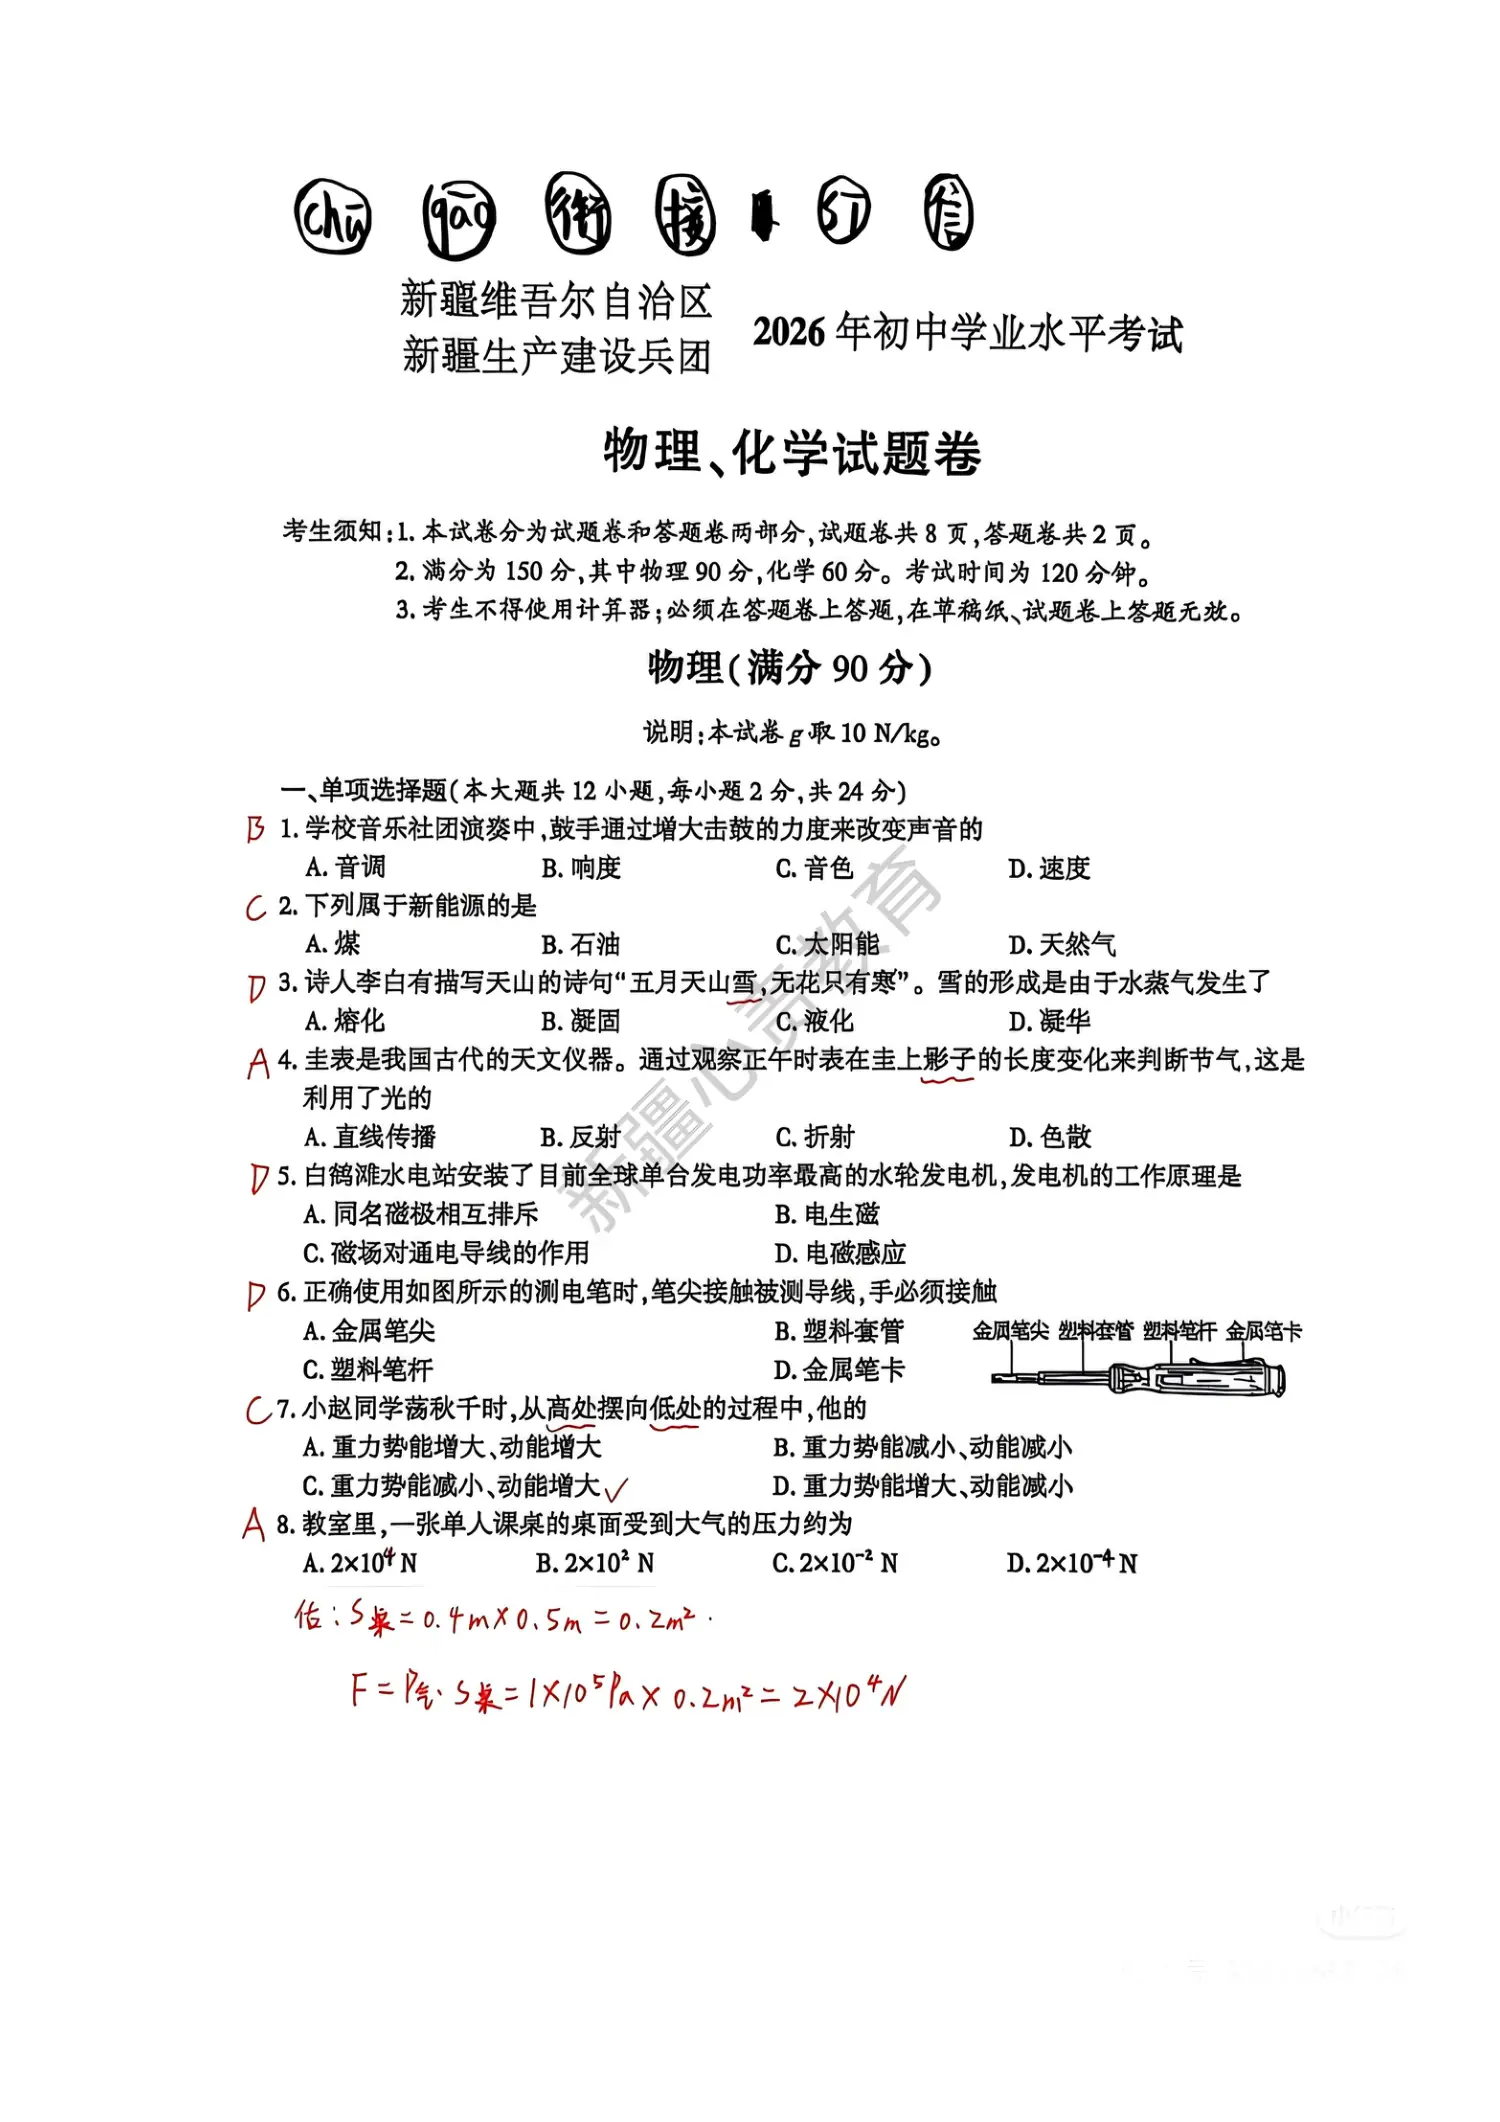 chū gāo 衔 接 ST 信
新疆维吾尔自治区
新疆生产建设兵团
2026年初中学业水平考试
物理、化学试题卷
考生须知:1.本试卷分为试题卷和答题卷两部分,试题卷共8页,答题卷共2页。
2.满分为150分,其中物理90分,化学60分。考试时间为120分钟。
3.考生不得使用计算器;必须在答题卷上答题,在草稿纸、试题卷上答题无效。
物理(满分90分)
说明:本试卷g取10 N/kg。
一、单项选择题(本大题共12小题,每小题2分,共24分)
B 1.学校音乐社团演奏中,鼓手通过增大击鼓的力度来改变声音的
A.音调 B.响度 C.音色 D.速度
C 2.下列属于新能源的是
A.煤 B.石油 C.太阳能 D.天然气
D 3.诗人李白有描写天山的诗句“五月天山雪,无花只有寒”。雪的形成是由于水蒸气发生了
A.熔化 B.凝固 C.液化 D.凝华
A 4.圭表是我国古代的天文仪器。通过观察正午时表在圭上影子的长度变化来判断节气,这是
利用了光的
A.直线传播 B.反射 C.折射 D.色散
D 5.白鹤滩水电站安装了目前全球单台发电功率最高的水轮发电机,发电机的工作原理是
A.同名磁极相互排斥 B.电生磁
C.磁场对通电导线的作用 D.电磁感应
D 6.正确使用如图所示的测电笔时,笔尖接触被测导线,手必须接触
A.金属笔尖 B.塑料套管
金属笔尖 塑料套管 塑料笔杆 金属笔卡
C.塑料笔杆 D.金属笔卡
C 7.小赵同学荡秋千时,从高处摆向低处的过程中,他的
A.重力势能增大、动能增大 B.重力势能减小、动能减小
C.重力势能减小、动能增大✓ D.重力势能增大、动能减小
A 8.教室里,一张单人课桌的桌面受到大气的压力约为
A.2×10⁴ N B.2×10² N C.2×10⁻² N D.2×10⁻⁴ N
估:S桌=0.4m×0.5m=0.2m².
F=P气·S桌=1×10⁵Pa×0.2m²=2×10⁴N
新疆心责教育